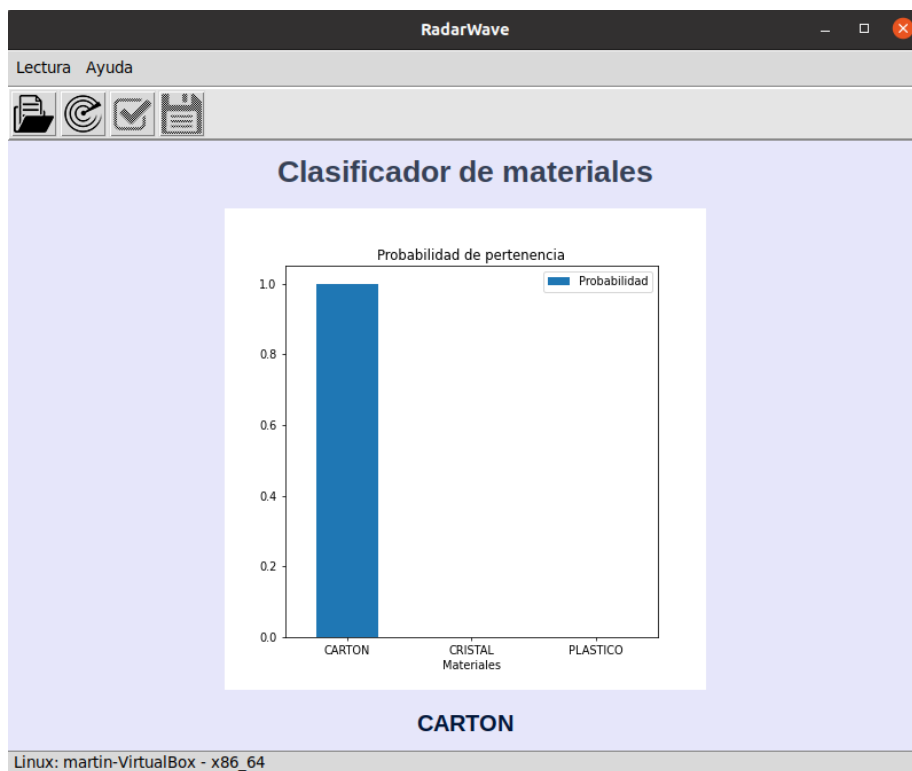 RadarWave
Lectura Ayuda
Clasificador de materiales
Probabilidad de pertenencia
Probabilidad
1.0
0.8
0.6
0.4
0.2
0.0
CARTON CRISTAL PLASTICO
Materiales
CARTON
Linux: martin-VirtualBox - x86_64